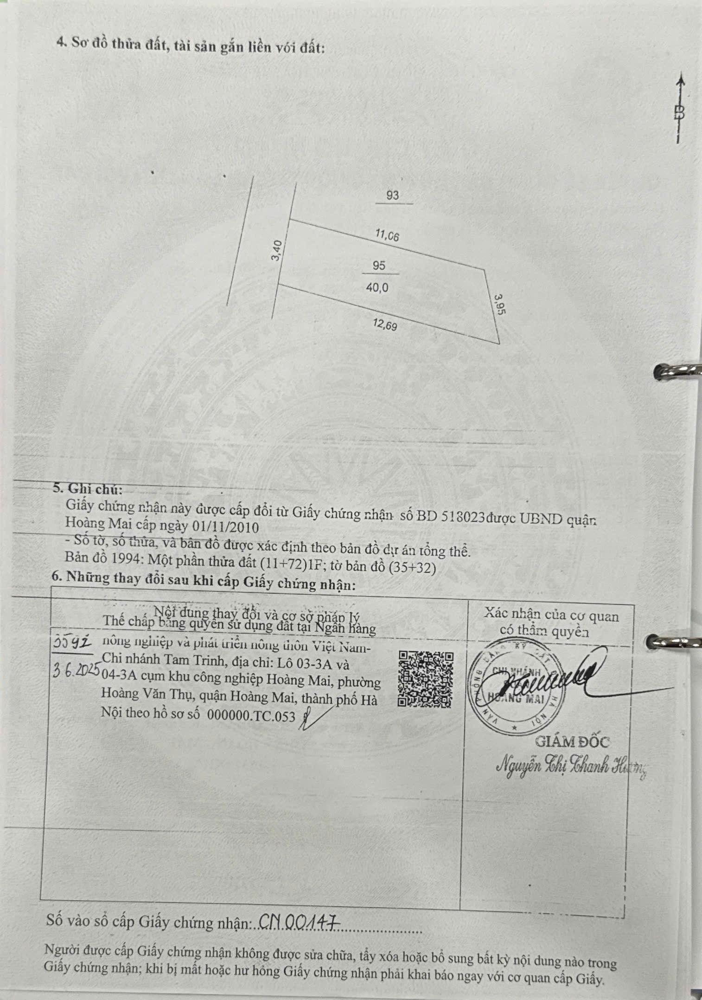 4. Sơ đồ thửa đất, tài sản gắn liền với đất:
B
93
11,06
3,40
95
40,0
3,95
12,69
5. Ghi chú:
Giấy chứng nhận này được cấp đổi từ Giấy chứng nhận số BD 518023được UBND quận
Hoàng Mai cấp ngày 01/11/2010
- Số tờ, số thửa, và bản đồ được xác định theo bản đồ dự án tổng thể.
Bản đồ 1994: Một phần thửa đất (11+72)1F; tờ bản đồ (35+32)
6. Những thay đổi sau khi cấp Giấy chứng nhận:
Nội dung thay đổi và cơ sở pháp lý
Xác nhận của cơ quan
có thẩm quyền
Thế chấp bằng quyền sử dụng đất tại Ngân hàng
nông nghiệp và phát triển nông thôn Việt Nam-
Chi nhánh Tam Trinh, địa chỉ: Lô 03-3A và
3.6.2025
04-3A cụm khu công nghiệp Hoàng Mai, phường
Hoàng Văn Thụ, quận Hoàng Mai, thành phố Hà
Nội theo hồ sơ số 000000.TC.053
VĂN PHÒNG ĐĂNG KÝ ĐẤT HÀ NỘI
CHI NHÁNH
HOÀNG MAI
GIÁM ĐỐC
Nguyễn Thị Thanh Hương
Số vào sổ cấp Giấy chứng nhận: CN.00147
Người được cấp Giấy chứng nhận không được sửa chữa, tẩy xóa hoặc bổ sung bất kỳ nội dung nào trong
Giấy chứng nhận; khi bị mất hoặc hư hỏng Giấy chứng nhận phải khai báo ngay với cơ quan cấp Giấy.